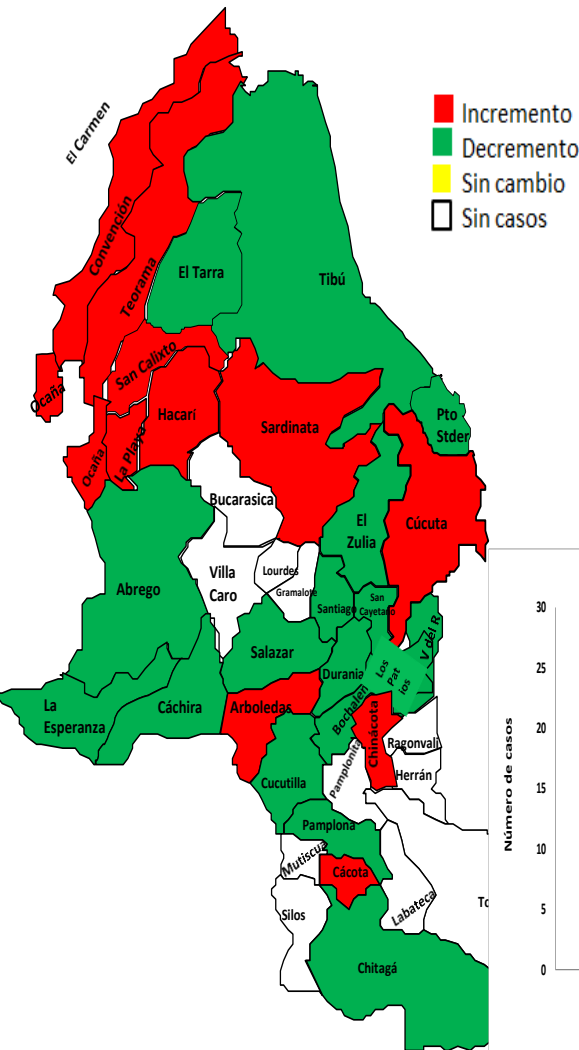 Incremento
Decremento
Sin cambio
Sin casos
El Carmen
Convención
Teorama
El Tarra
Tibú
San Calixto
Ocaña
Hacarí
Sardinata
Pto
Stder
La Playa
Ocaña
Bucarasica
El
Zulia
Cúcuta
Villa
Caro
Lourdes
Gramalote
Abrego
Santiago
San
Cayetano
V del R
Salazar
Durania
Los
Pat
ios
La
Esperanza
Cáchira
Arboledas
Bochalen
Chinácota
Ragonvali
Pamplonita
Herrán
Cucutilla
Pamplona
Mutiscua
Cácota
Labateca
Silos
Chitagá
Número de casos
30
25
20
15
10
5
0